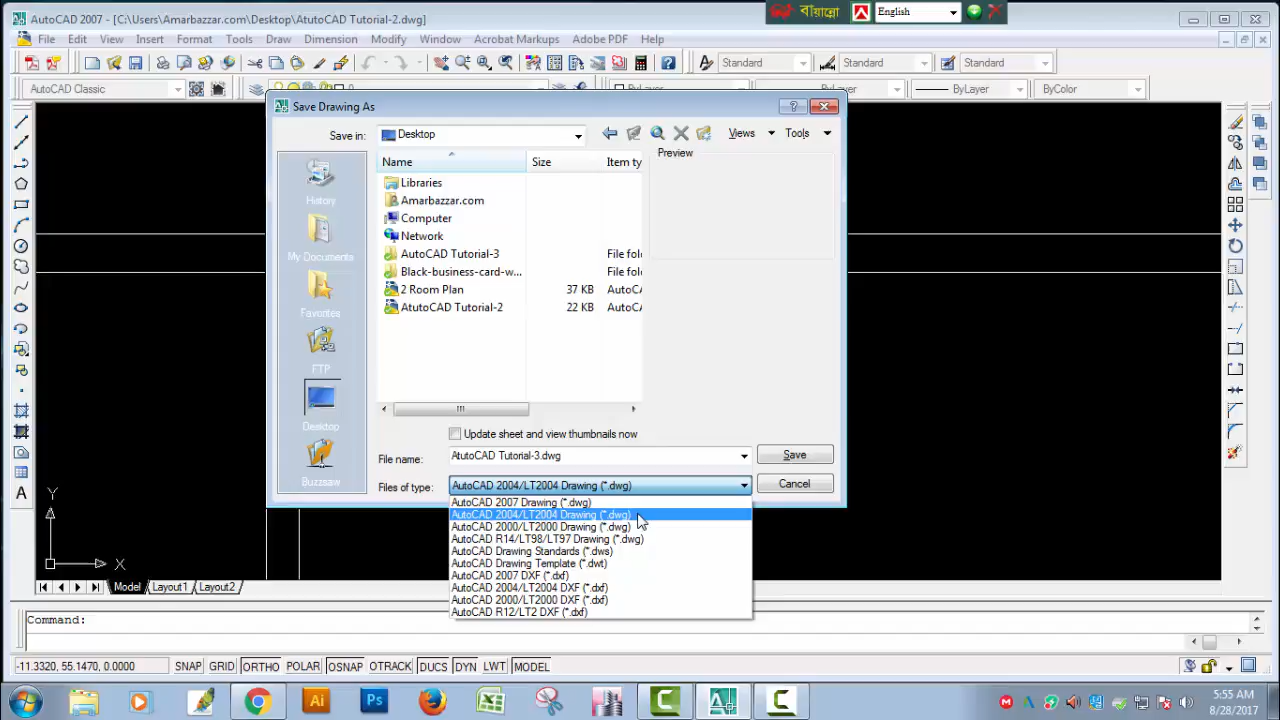 AutoCAD 2007 - [C:\Users\Amarbazzar.com\Desktop\AtutoCAD Tutorial-2.dwg]
বায়ান্নো
English
File Edit View Insert Format Tools Draw Dimension Modify Window Express Acrobat Markups Adobe PDF Help
Standard Standard Standard
AutoCAD Classic
ByLayer ByLayer ByLayer ByColor
Save Drawing As
Save in: Desktop
Views Tools
Name Size Item ty
Preview
History
My Documents
Favorites
FTP
Desktop
Buzzsaw
Libraries
Amarbazzar.com
Computer
Network
AutoCAD Tutorial-3 File fol
Black-business-card-w... File fol
2 Room Plan 37 KB AutoCA
AtutoCAD Tutorial-2 22 KB AutoCA
Update sheet and view thumbnails now
File name: AtutoCAD Tutorial-3.dwg Save
Files of type: AutoCAD 2004/LT2004 Drawing (*.dwg) Cancel
AutoCAD 2007 Drawing (*.dwg)
AutoCAD 2004/LT2004 Drawing (*.dwg)
AutoCAD 2000/LT2000 Drawing (*.dwg)
AutoCAD R14/LT98/LT97 Drawing (*.dwg)
AutoCAD Drawing Standards (*.dws)
AutoCAD Drawing Template (*.dwt)
AutoCAD 2007 DXF (*.dxf)
AutoCAD 2004/LT2004 DXF (*.dxf)
AutoCAD 2000/LT2000 DXF (*.dxf)
AutoCAD R12/LT2 DXF (*.dxf)
Y
X
Model Layout1 Layout2
Command:
-11.3320, 55.1470, 0.0000 SNAP GRID ORTHO POLAR OSNAP OTRACK DUCS DYN LWT MODEL
Ai Ps
5:55 AM
8/28/2017